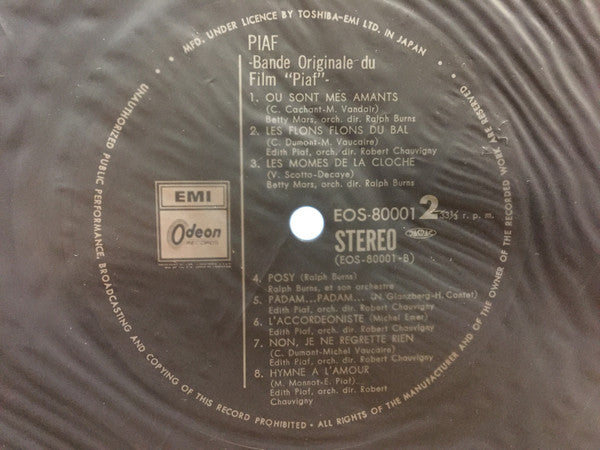 MFD. UNDER LICENCE BY TOSHIBA-EMI LTD. IN JAPAN
PIAF
-Bande Originale du
Film "Piaf"-
1. OU SONT MES AMANTS
(C. Cachant-M. Vandair)
Betty Mars, orch. dir. Ralph Burns
2. LES FLONS FLONS DU BAL
(C. Dumont-M. Vaucaire)
Edith Piaf, orch. dir. Robert Chauvigny
3. LES MOMES DE LA CLOCHE
(V. Scotto-Decaye)
Betty Mars, orch. dir. Ralph Burns
EMI
Odeon
RECORDS
EOS-80001 2 33⅓ r. p. m.
STEREO
(EOS-80001-B)
4. POSY (Ralph Burns)
Ralph Burns, et son orchestre
5. PADAM...PADAM... (N. Glanzberg-H. Contet)
Edith Piaf, orch. dir. Robert Chauvigny
6. L'ACCORDEONISTE (Michel Emer)
Edith Piaf, orch. dir. Robert Chauvigny
7. NON, JE NE REGRETTE RIEN
(C. Dumont-Michel Vaucaire)
Edith Piaf, orch. dir. Robert Chauvigny
8. HYMNE A L'AMOUR
(M. Monnot-E. Piaf)
Edith Piaf, orch. dir. Robert
Chauvigny
UNAUTHORIZED PUBLIC PERFORMANCE, BROADCASTING AND COPYING OF THIS RECORD PROHIBITED · ALL RIGHTS OF THE MANUFACTURER AND OF THE OWNER OF THE RECORDED WORK ARE RESERVED